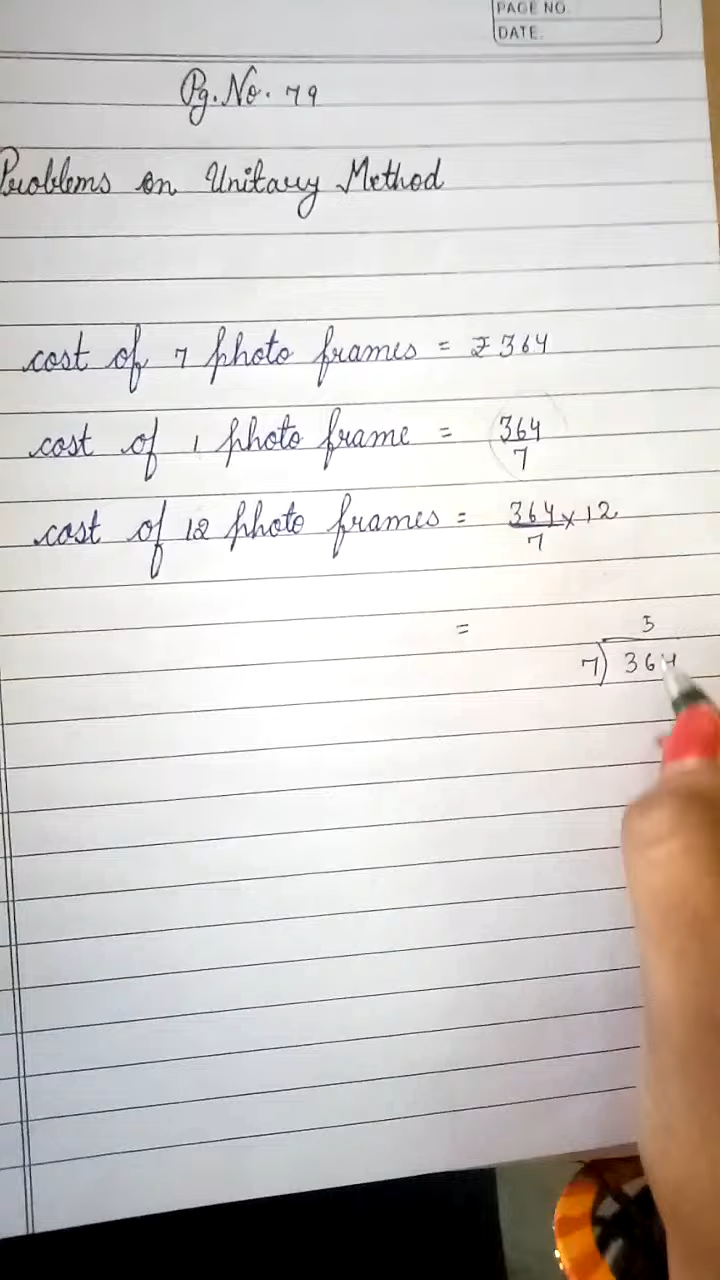 PAGE NO.
DATE:
Pg. No. 79
Problems on Unitary Method
cost of 7 photo frames = ₹ 364
cost of 1 photo frame = 364/7
cost of 12 photo frames = 364/7 x 12
=
5
7) 364